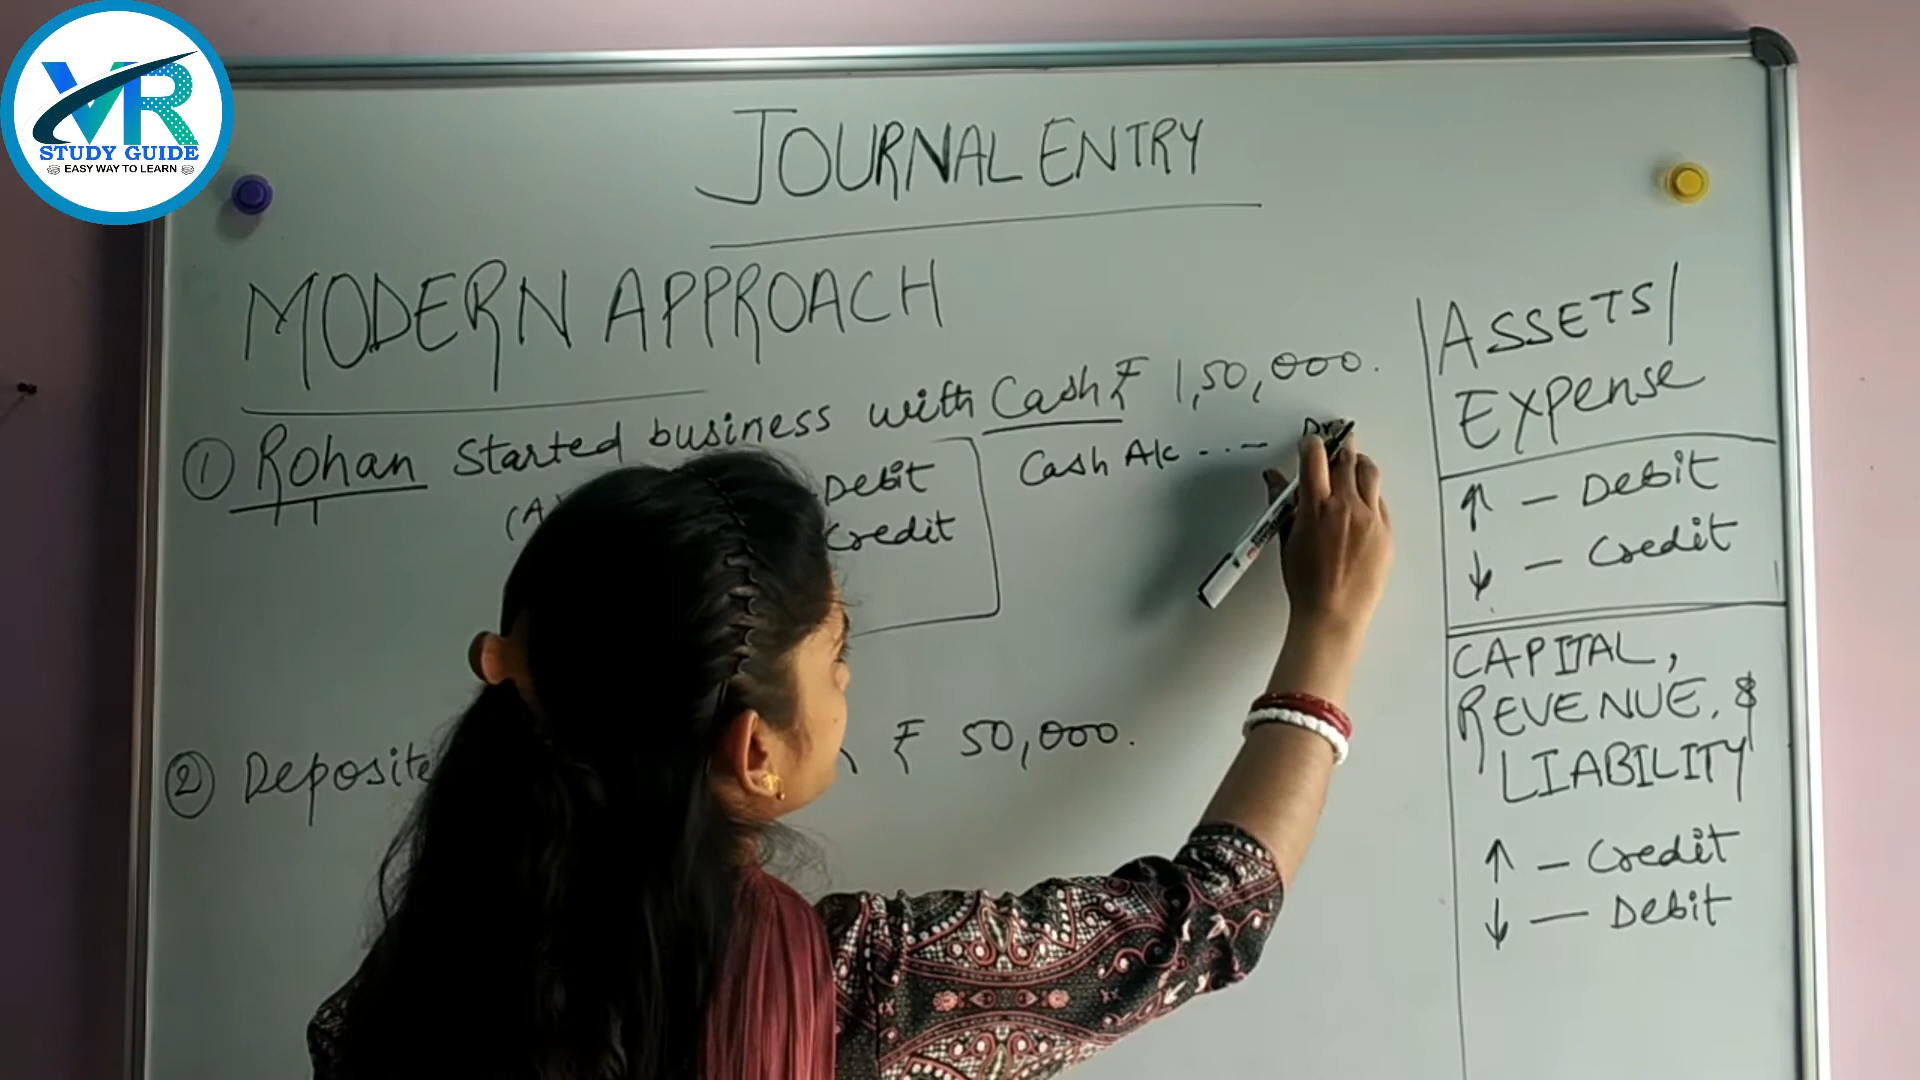 VR
STUDY GUIDE
EASY WAY TO LEARN
JOURNAL ENTRY
MODERN APPROACH
① Rohan started business with Cash ₹ 1,50,000.
(A)
Debit
Credit
Cash A/c ... Dr.
② Deposite ₹ 50,000.
ASSETS/
Expense
↑ - Debit
↓ - Credit
CAPITAL,
REVENUE, &
LIABILITY
↑ - Credit
↓ - Debit